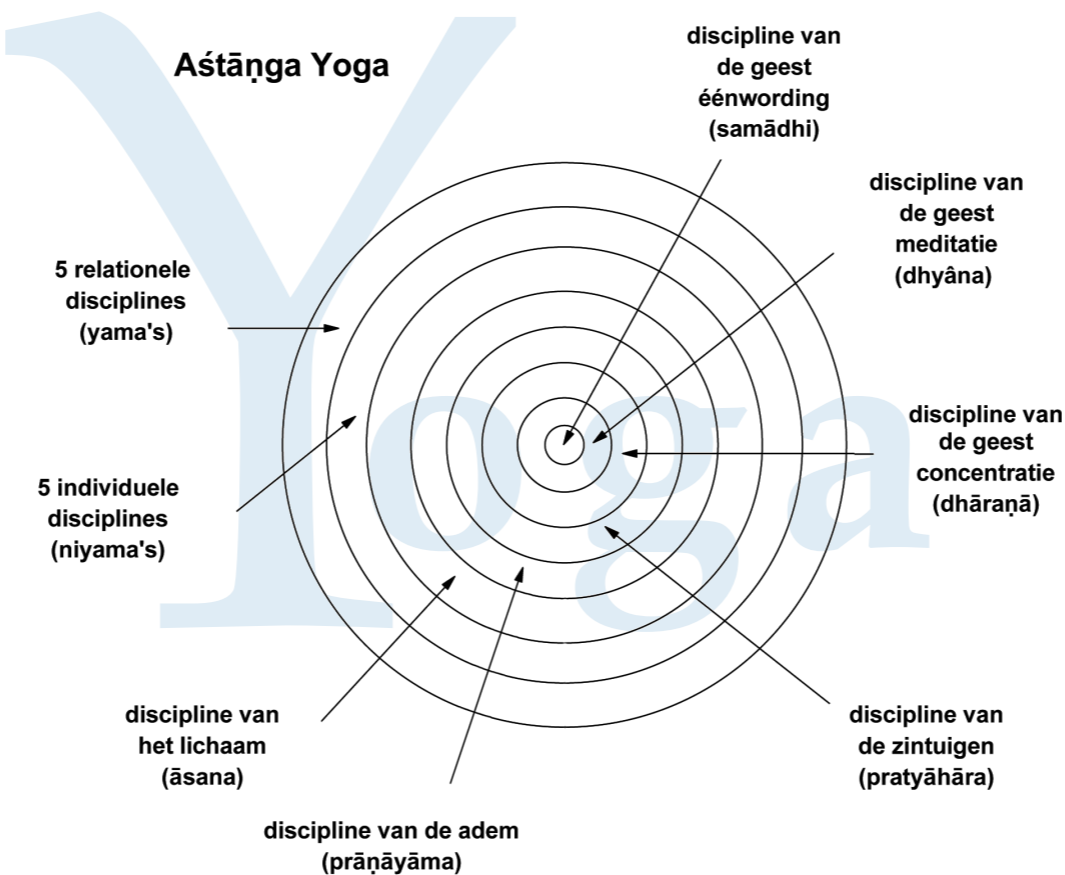 Aśtāṇga Yoga
discipline van
de geest
éénwording
(samādhi)
discipline van
de geest
meditatie
(dhyâna)
5 relationele
disciplines
(yama's)
discipline van
de geest
concentratie
(dhāraṇā)
5 individuele
disciplines
(niyama's)
discipline van
het lichaam
(āsana)
discipline van
de zintuigen
(pratyāhāra)
discipline van de adem
(prāṇāyāma)
Yoga